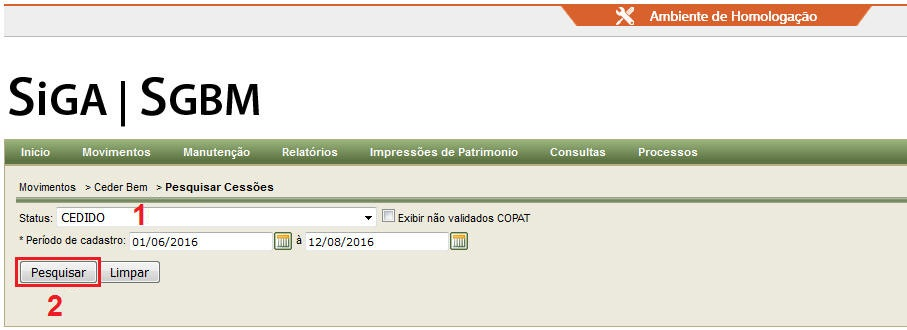 Ambiente de Homologação
SIGA | SGBM
Inicio Movimentos Manutenção Relatórios Impressões de Patrimonio Consultas Processos
Movimentos > Ceder Bem > Pesquisar Cessões
Status: CEDIDO 1 Exibir não validados COPAT
* Período de cadastro: 01/06/2016 à 12/08/2016
Pesquisar Limpar
2